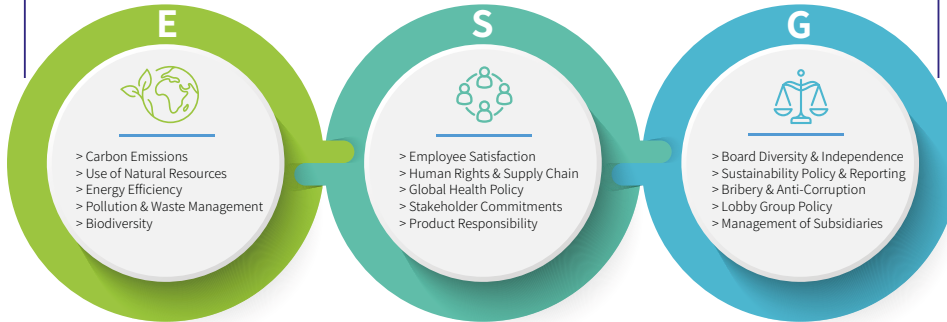 E
> Carbon Emissions
> Use of Natural Resources
> Energy Efficiency
> Pollution & Waste Management
> Biodiversity
S
> Employee Satisfaction
> Human Rights & Supply Chain
> Global Health Policy
> Stakeholder Commitments
> Product Responsibility
G
> Board Diversity & Independence
> Sustainability Policy & Reporting
> Bribery & Anti-Corruption
> Lobby Group Policy
> Management of Subsidiaries